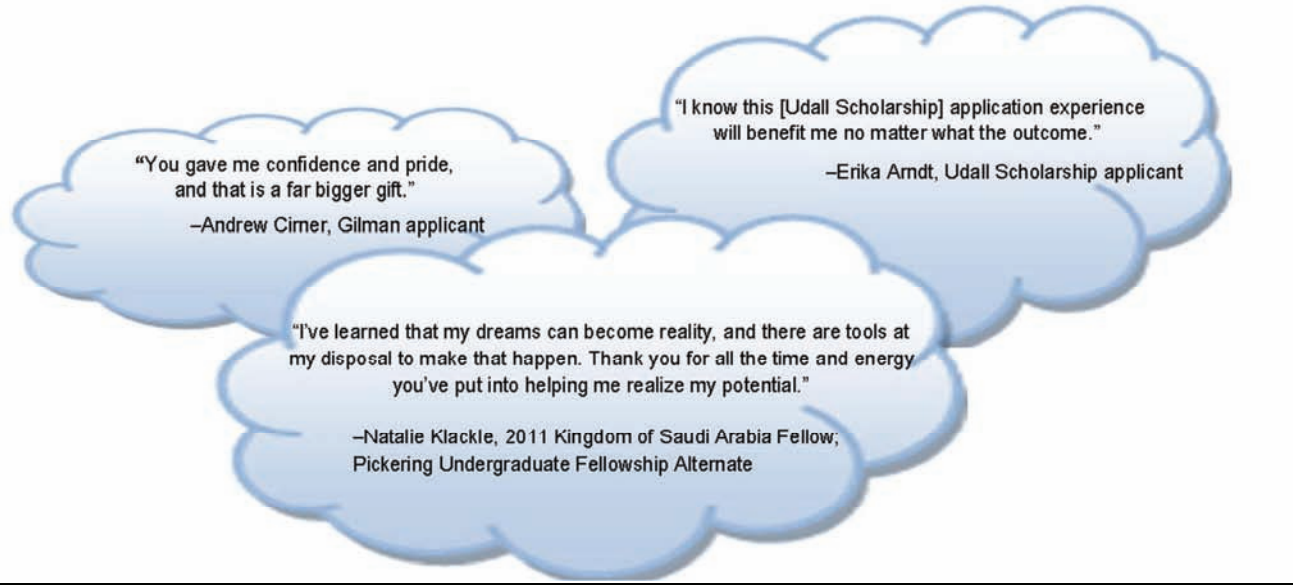 “You gave me confidence and pride,
and that is a far bigger gift.”
–Andrew Cirner, Gilman applicant
“I know this [Udall Scholarship] application experience
will benefit me no matter what the outcome.”
–Erika Arndt, Udall Scholarship applicant
“I’ve learned that my dreams can become reality, and there are tools at
my disposal to make that happen. Thank you for all the time and energy
you’ve put into helping me realize my potential.”
–Natalie Klackle, 2011 Kingdom of Saudi Arabia Fellow;
Pickering Undergraduate Fellowship Alternate